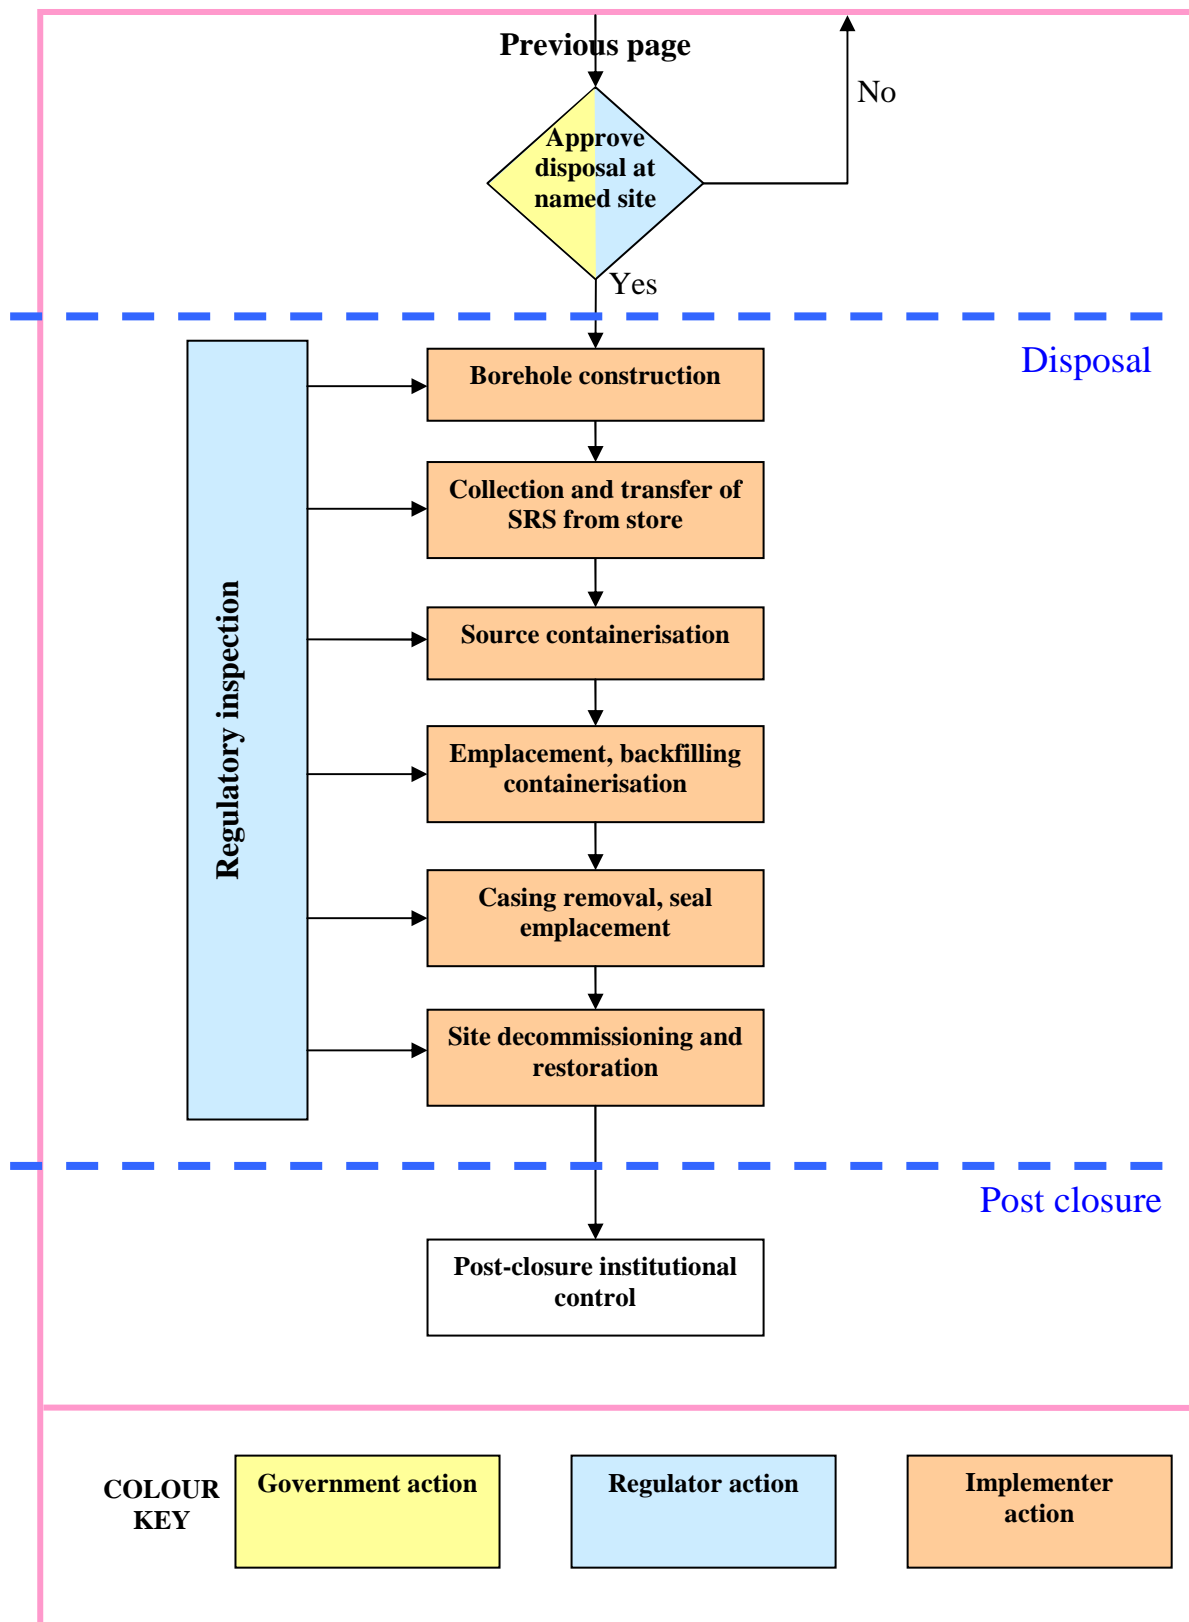 Previous page
No
Approve
disposal at
named site
Yes
Disposal
Borehole construction
Collection and transfer of
SRS from store
Source containerisation
Regulatory inspection
Emplacement, backfilling
containerisation
Casing removal, seal
emplacement
Site decommissioning and
restoration
Post closure
Post-closure institutional
control
COLOUR
KEY
Government action
Regulator action
Implementer
action